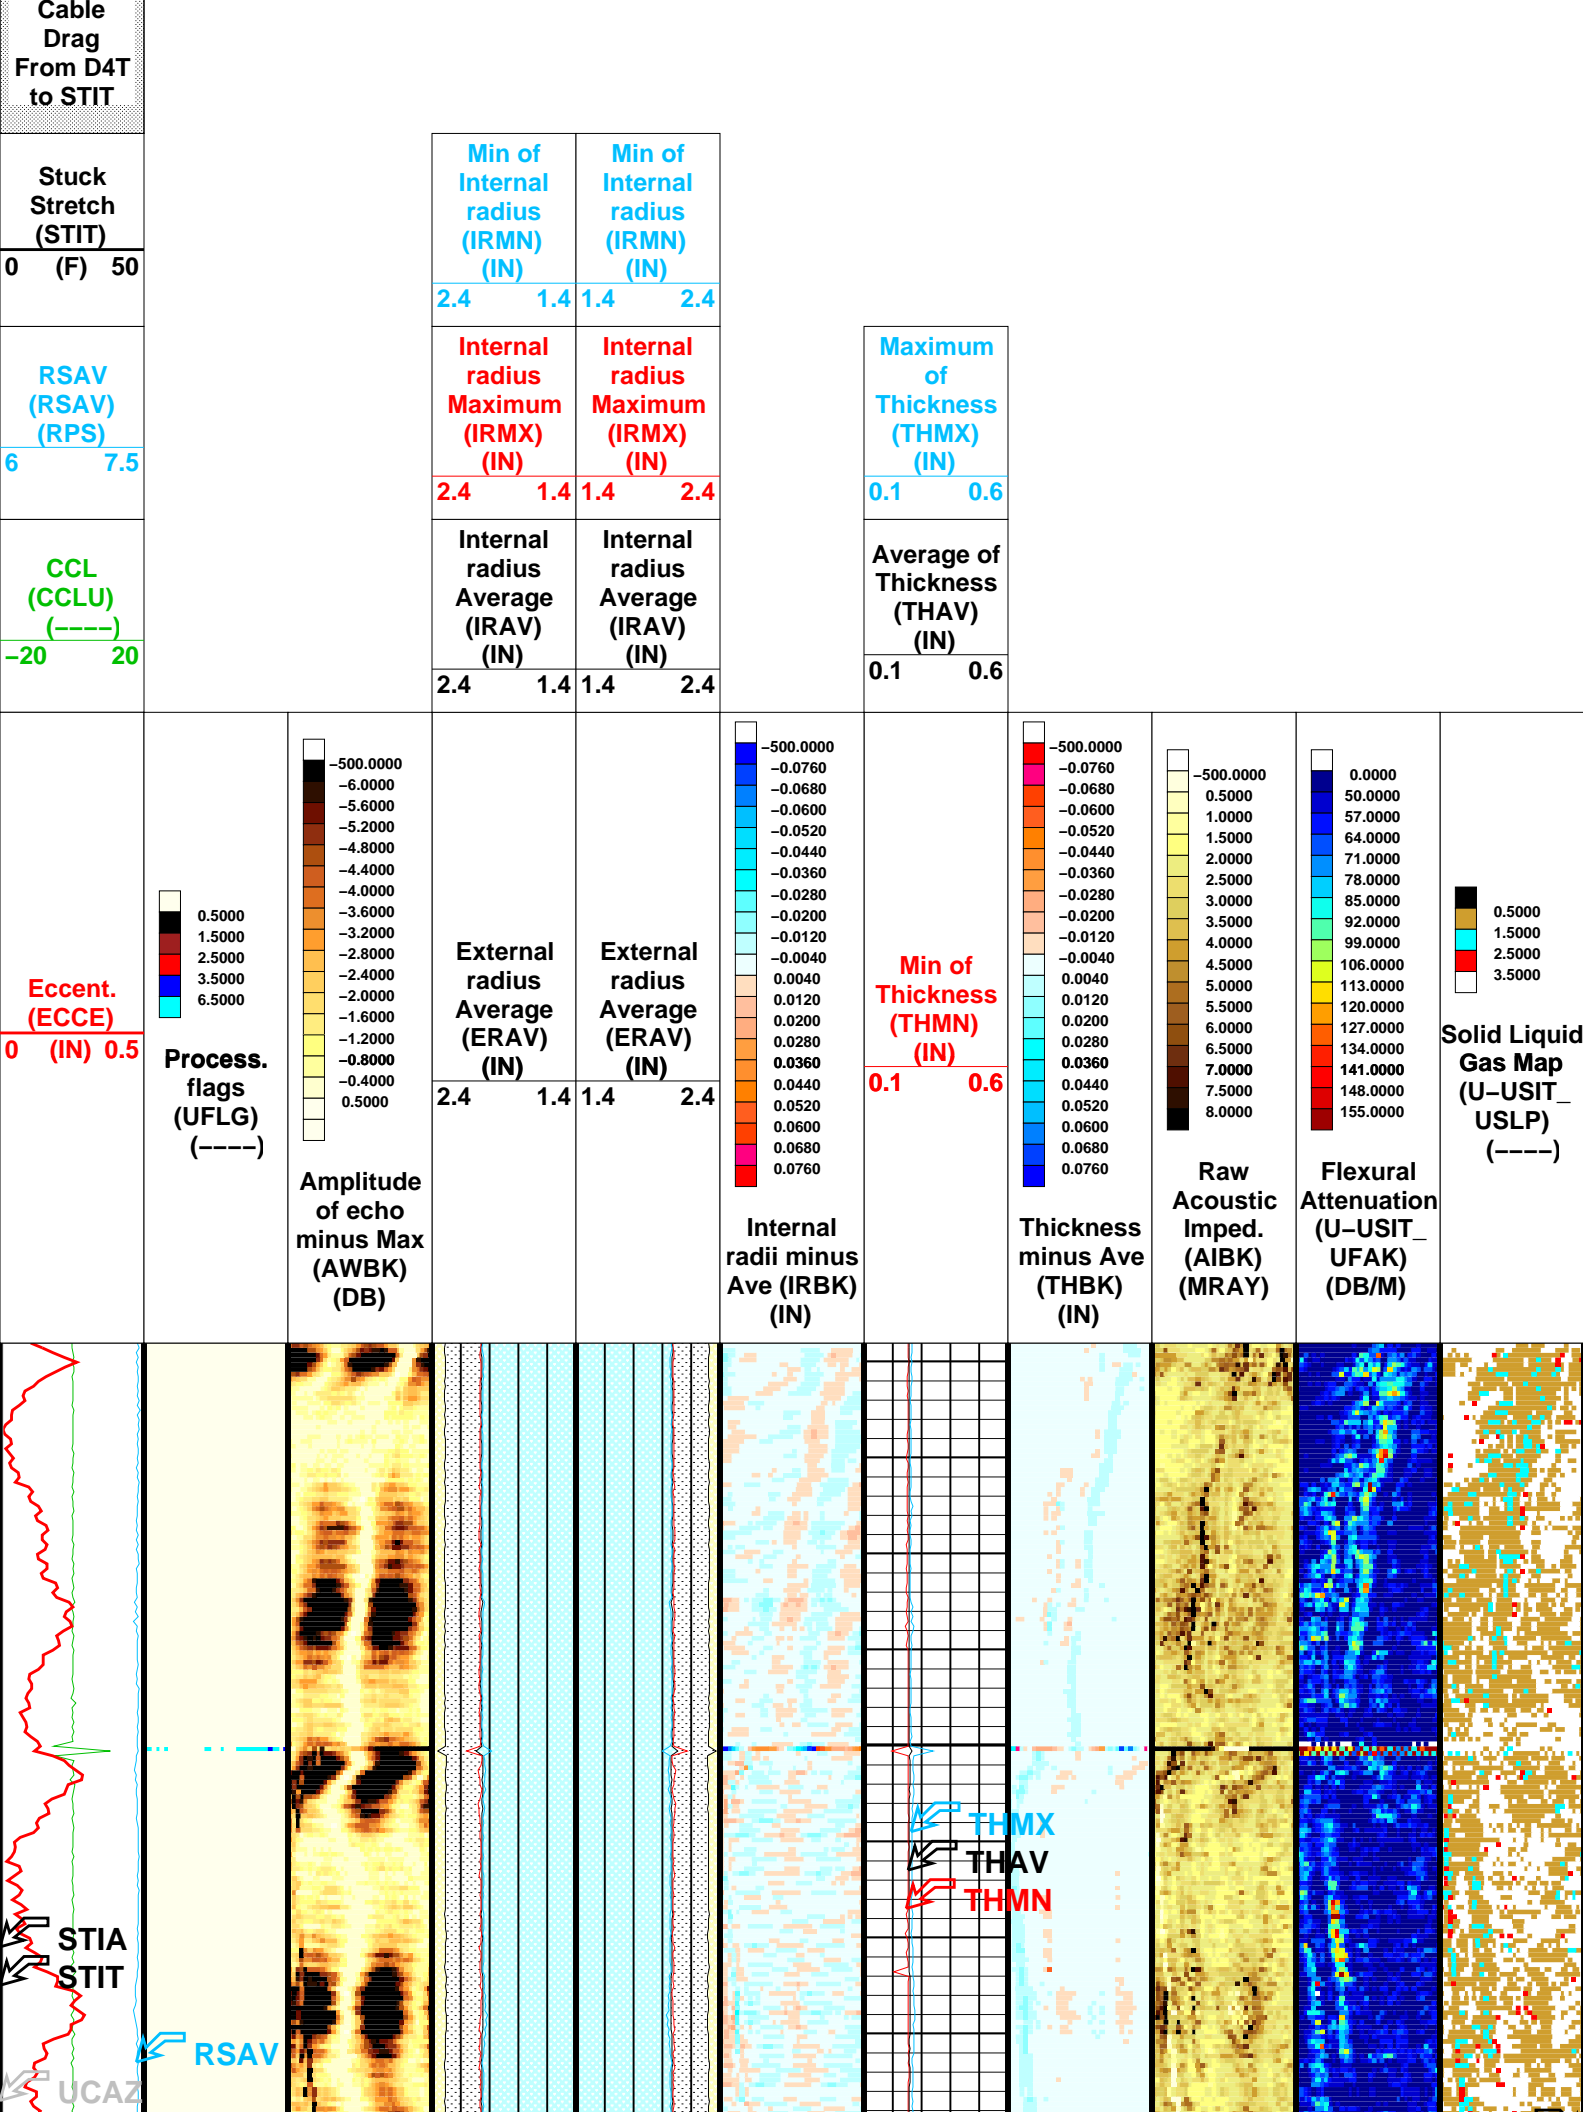 Cable
Drag
From D4T
to STIT
Stuck
Stretch
(STIT)
0 (F) 50
RSAV
(RSAV)
(RPS)
6 7.5
CCL
(CCLU)
(----)
-20 20
Eccent.
(ECCE)
0 (IN) 0.5
0.5000
1.5000
2.5000
3.5000
6.5000
Process.
flags
(UFLG)
(----)
-500.0000
-6.0000
-5.6000
-5.2000
-4.8000
-4.4000
-4.0000
-3.6000
-3.2000
-2.8000
-2.4000
-2.0000
-1.6000
-1.2000
-0.8000
-0.4000
0.5000
Amplitude
of echo
minus Max
(AWBK)
(DB)
Min of
Internal
radius
(IRMN)
(IN)
2.4 1.4
Internal
radius
Maximum
(IRMX)
(IN)
2.4 1.4
Internal
radius
Average
(IRAV)
(IN)
2.4 1.4
External
radius
Average
(ERAV)
(IN)
2.4 1.4
Min of
Internal
radius
(IRMN)
(IN)
1.4 2.4
Internal
radius
Maximum
(IRMX)
(IN)
1.4 2.4
Internal
radius
Average
(IRAV)
(IN)
1.4 2.4
External
radius
Average
(ERAV)
(IN)
1.4 2.4
-500.0000
-0.0760
-0.0680
-0.0600
-0.0520
-0.0440
-0.0360
-0.0280
-0.0200
-0.0120
-0.0040
0.0040
0.0120
0.0200
0.0280
0.0360
0.0440
0.0520
0.0600
0.0680
0.0760
Internal
radii minus
Ave (IRBK)
(IN)
Maximum
of
Thickness
(THMX)
(IN)
0.1 0.6
Average of
Thickness
(THAV)
(IN)
0.1 0.6
Min of
Thickness
(THMN)
(IN)
0.1 0.6
-500.0000
-0.0760
-0.0680
-0.0600
-0.0520
-0.0440
-0.0360
-0.0280
-0.0200
-0.0120
-0.0040
0.0040
0.0120
0.0200
0.0280
0.0360
0.0440
0.0520
0.0600
0.0680
0.0760
Thickness
minus Ave
(THBK)
(IN)
-500.0000
0.5000
1.0000
1.5000
2.0000
2.5000
3.0000
3.5000
4.0000
4.5000
5.0000
5.5000
6.0000
6.5000
7.0000
7.5000
8.0000
Raw
Acoustic
Imped.
(AIBK)
(MRAY)
0.0000
50.0000
57.0000
64.0000
71.0000
78.0000
85.0000
92.0000
99.0000
106.0000
113.0000
120.0000
127.0000
134.0000
141.0000
148.0000
155.0000
Flexural
Attenuation
(U-USIT_
UFAK)
(DB/M)
0.5000
1.5000
2.5000
3.5000
Solid Liquid
Gas Map
(U-USIT_
USLP)
(----)
THMX
THAV
THMN
STIA
STIT
RSAV
UCAZ